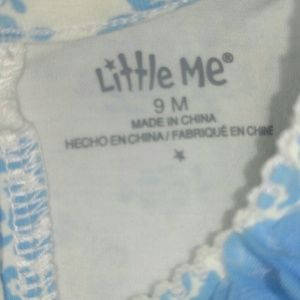 Little Me®
9 M
MADE IN CHINA
HECHO EN CHINA / FABRIQUÉ EN CHINE